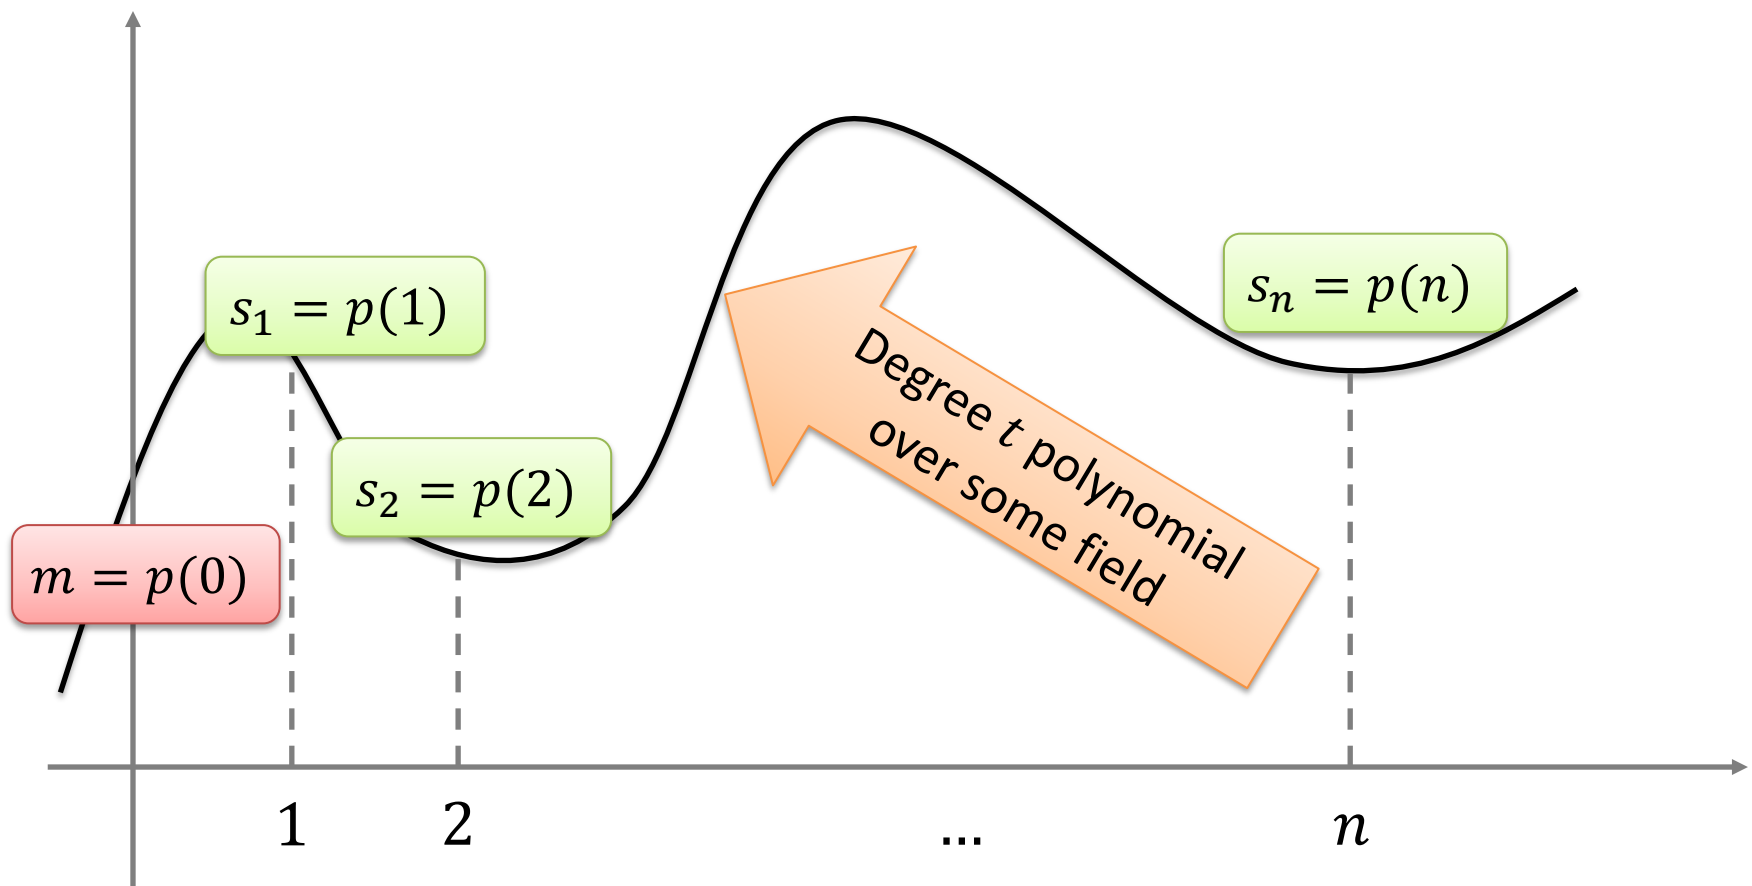 s₁ = p(1)
sₙ = p(n)
Degree t polynomial
over some field
s₂ = p(2)
m = p(0)
1 2 ... n